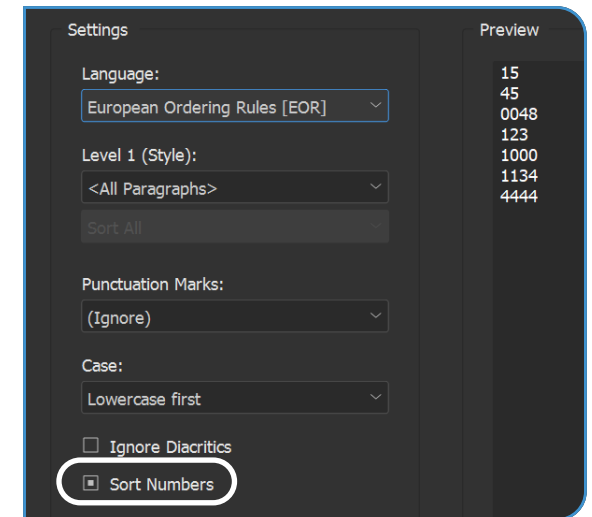 Settings
Language:
European Ordering Rules [EOR]
Level 1 (Style):
<All Paragraphs>
Sort All
Punctuation Marks:
(Ignore)
Case:
Lowercase first
Ignore Diacritics
Sort Numbers
Preview
15
45
0048
123
1000
1134
4444